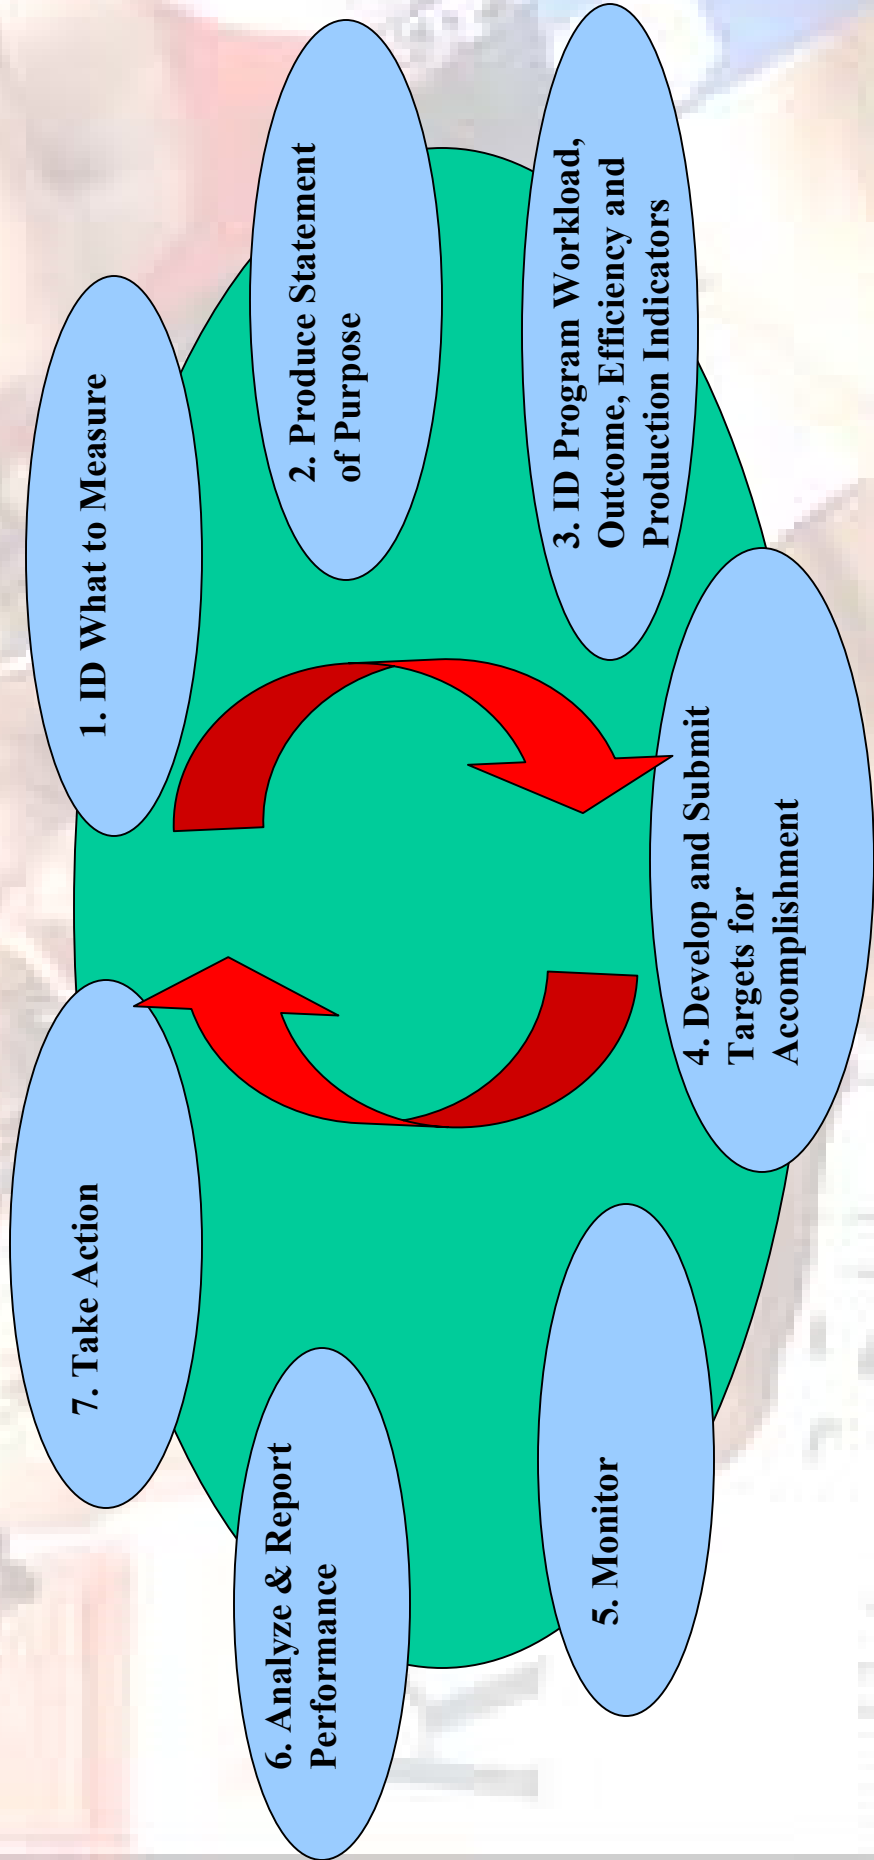 1. ID What to Measure
2. Produce Statement
of Purpose
3. ID Program Workload,
Outcome, Efficiency and
Production Indicators
4. Develop and Submit
Targets for
Accomplishment
5. Monitor
6. Analyze & Report
Performance
7. Take Action